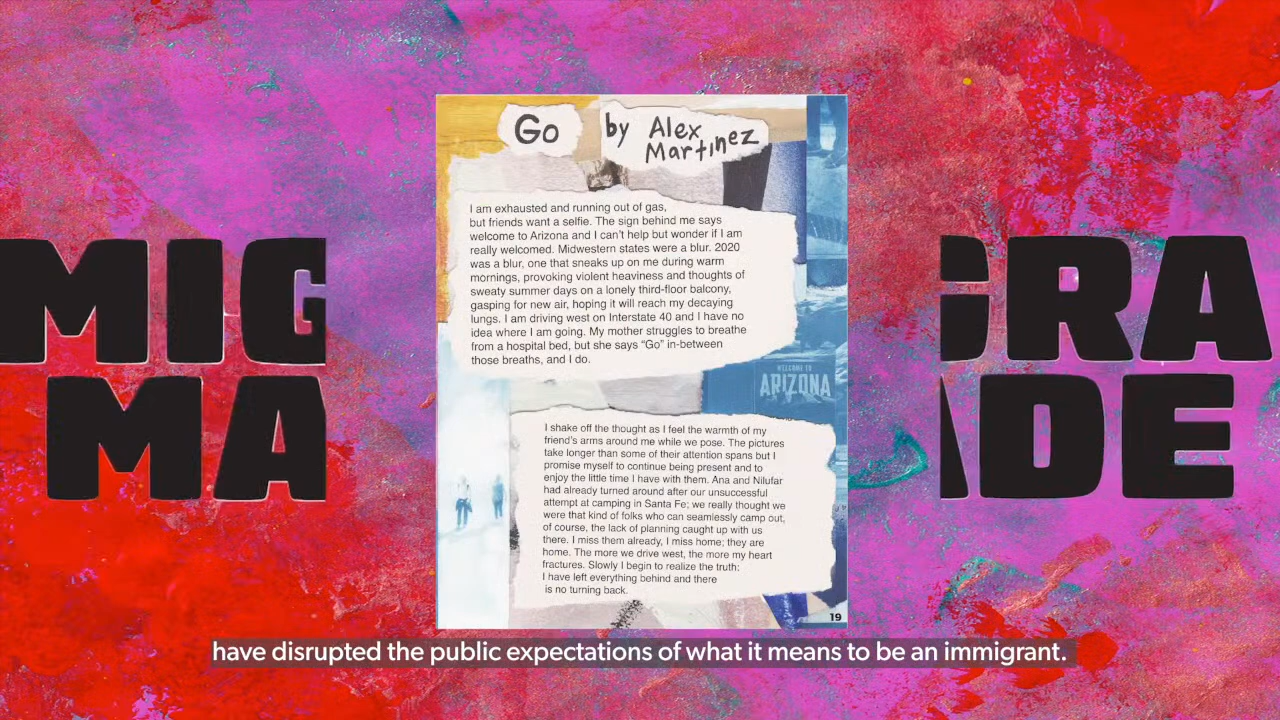 Go
by Alex
Martinez
I am exhausted and running out of gas,
but friends want a selfie. The sign behind me says
welcome to Arizona and I can't help but wonder if I am
really welcomed. Midwestern states were a blur. 2020
was a blur, one that sneaks up on me during warm
mornings, provoking violent heaviness and thoughts of
sweaty summer days on a lonely third-floor balcony,
gasping for new air, hoping it will reach my decaying
lungs. I am driving west on Interstate 40 and I have no
idea where I am going. My mother struggles to breathe
from a hospital bed, but she says "Go" in-between
those breaths, and I do.
WELCOME TO
ARIZONA
I shake off the thought as I feel the warmth of my
friend's arms around me while we pose. The pictures
take longer than some of their attention spans but I
promise myself to continue being present and to
enjoy the little time I have with them. Ana and Nilufar
had already turned around after our unsuccessful
attempt at camping in Santa Fe; we really thought we
were that kind of folks who can seamlessly camp out,
of course, the lack of planning caught up with us
there. I miss them already, I miss home; they are
home. The more we drive west, the more my heart
fractures. Slowly I begin to realize the truth:
I have left everything behind and there
is no turning back.
19
MIG GRA
MA ADE
have disrupted the public expectations of what it means to be an immigrant.